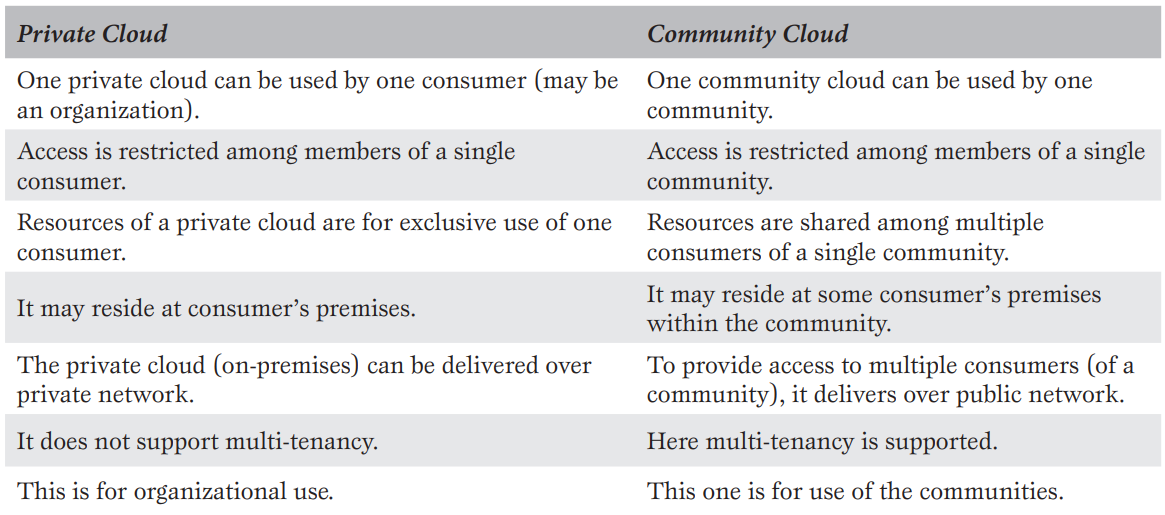 Private Cloud Community Cloud
One private cloud can be used by one consumer (may be
an organization).
One community cloud can be used by one
community.
Access is restricted among members of a single
consumer.
Access is restricted among members of a single
community.
Resources of a private cloud are for exclusive use of one
consumer.
Resources are shared among multiple
consumers of a single community.
It may reside at consumer’s premises.
It may reside at some consumer’s premises
within the community.
The private cloud (on-premises) can be delivered over
private network.
To provide access to multiple consumers (of a
community), it delivers over public network.
It does not support multi-tenancy.
Here multi-tenancy is supported.
This is for organizational use.
This one is for use of the communities.